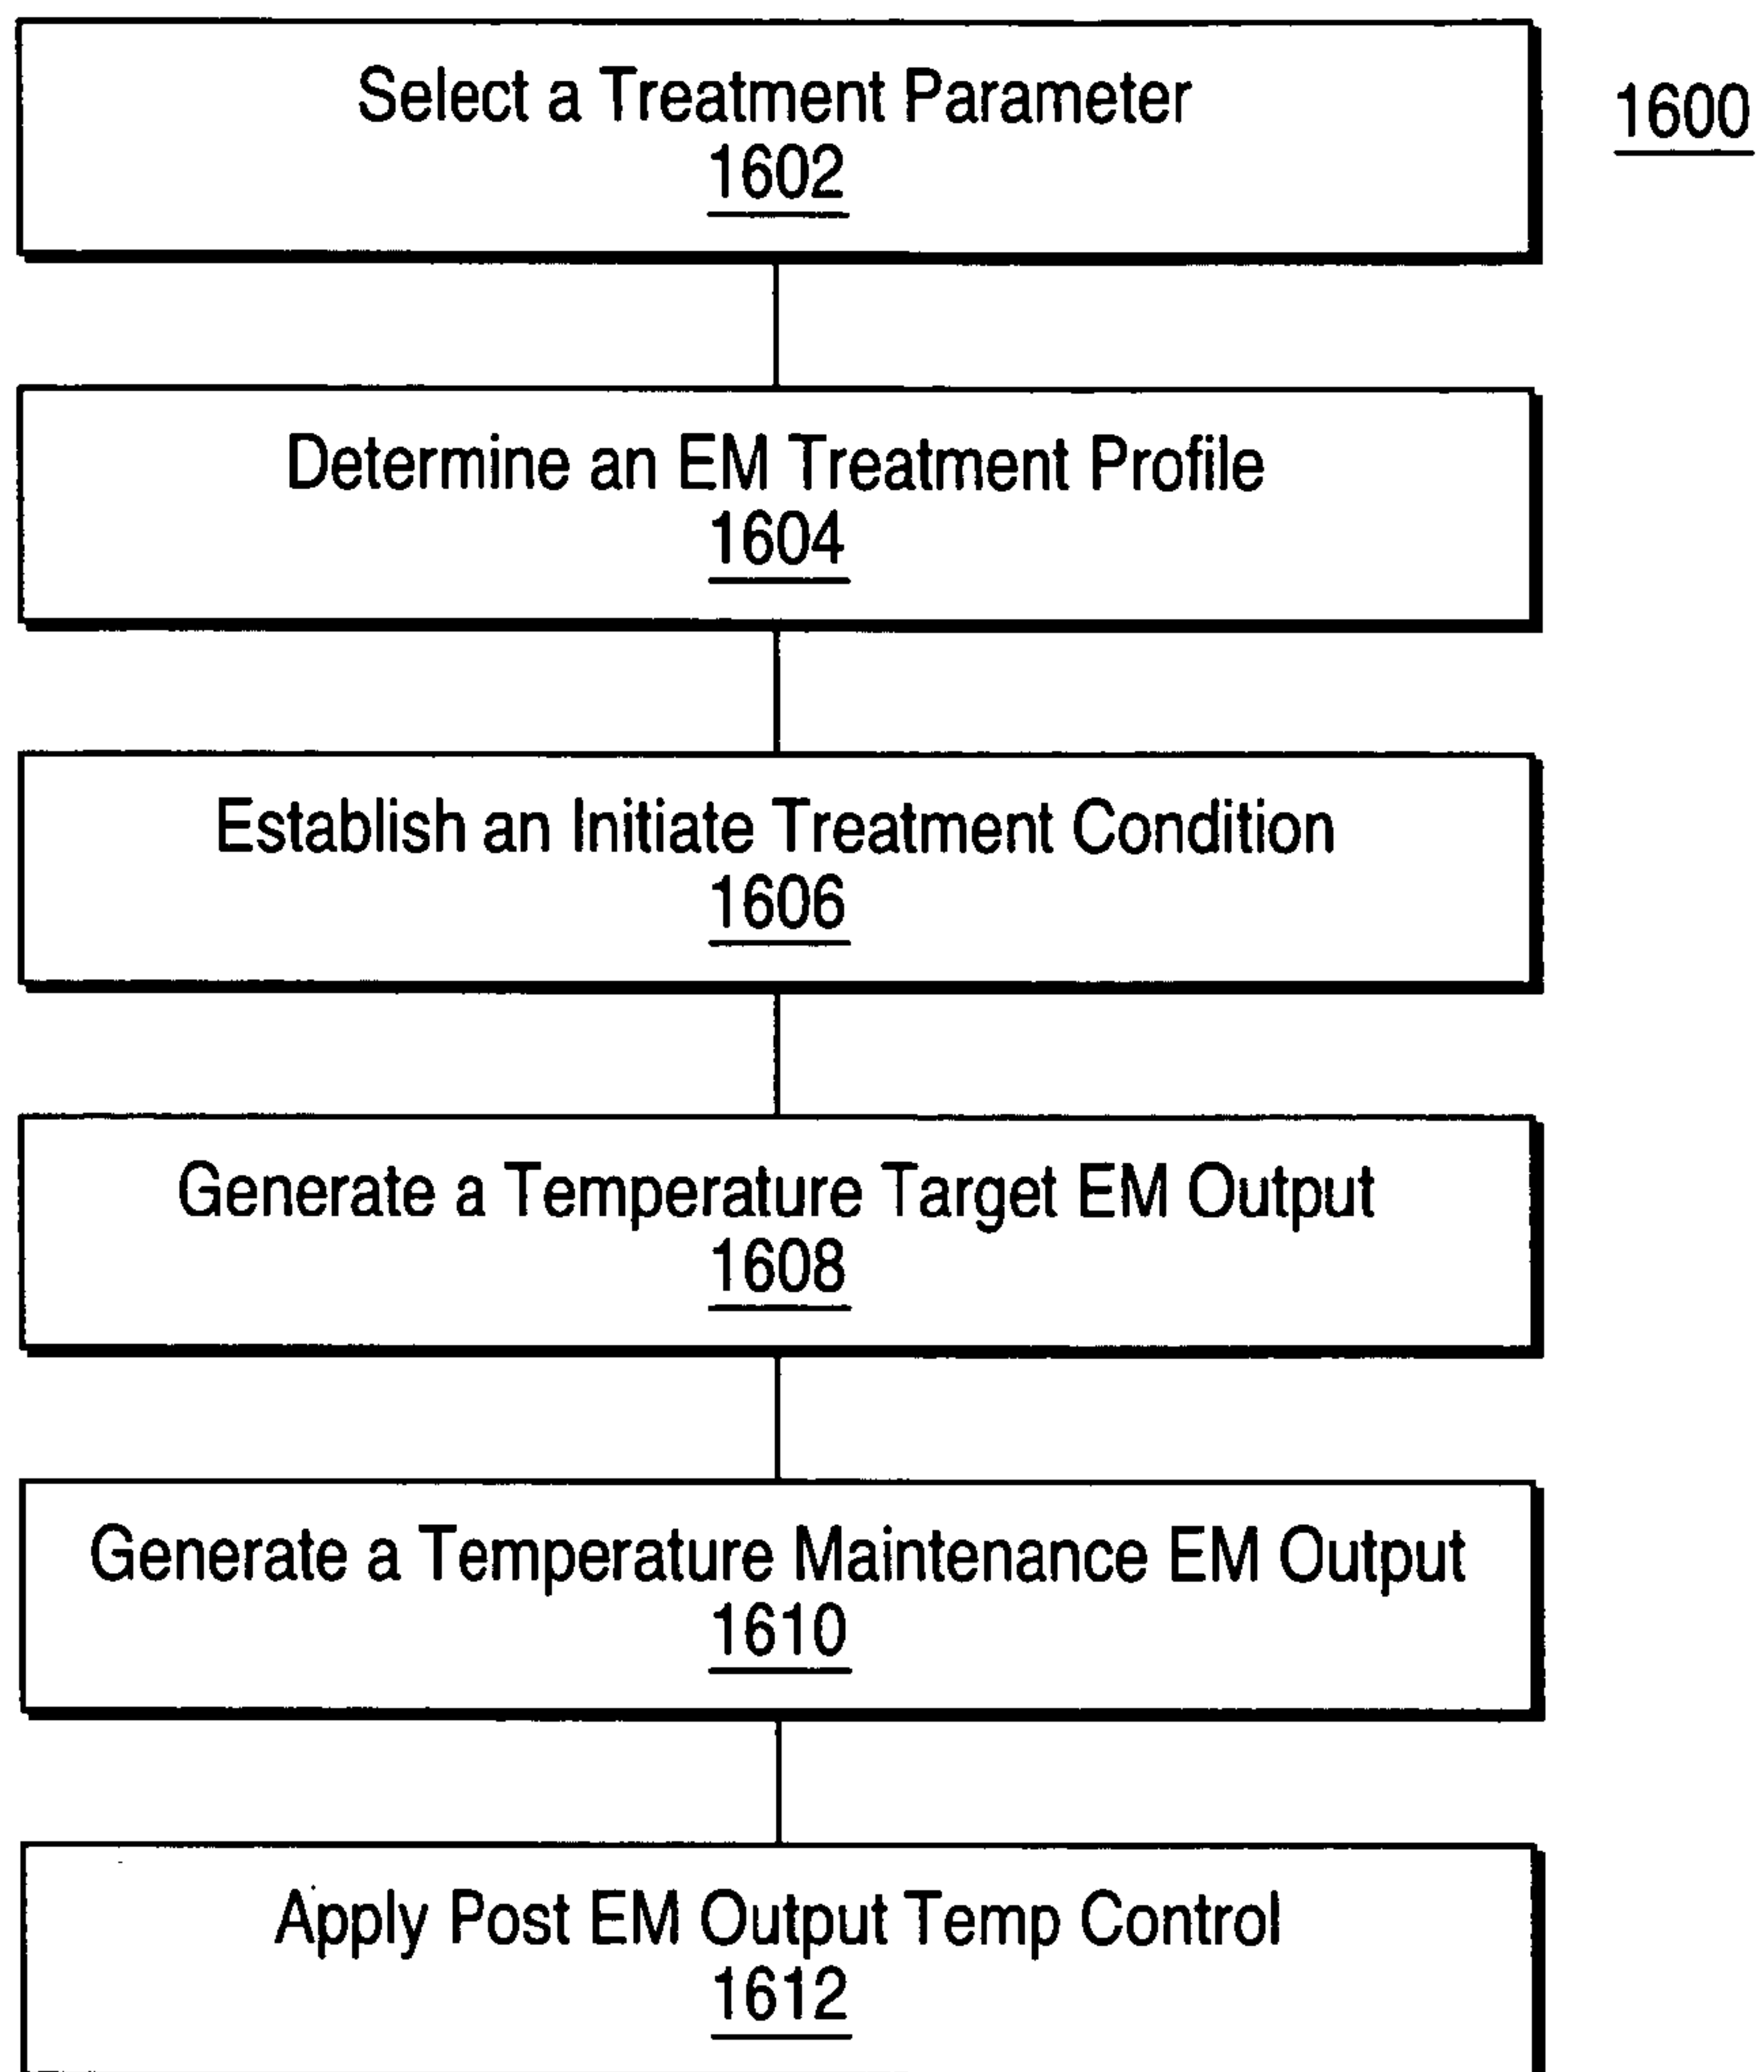 Select a Treatment Parameter
1602
1600
Determine an EM Treatment Profile
1604
Establish an Initiate Treatment Condition
1606
Generate a Temperature Target EM Output
1608
Generate a Temperature Maintenance EM Output
1610
Apply Post EM Output Temp Control
1612